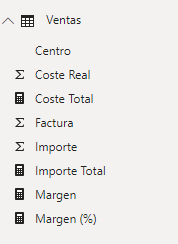 Ventas
Centro
Coste Real
Coste Total
Factura
Importe
Importe Total
Margen
Margen (%)